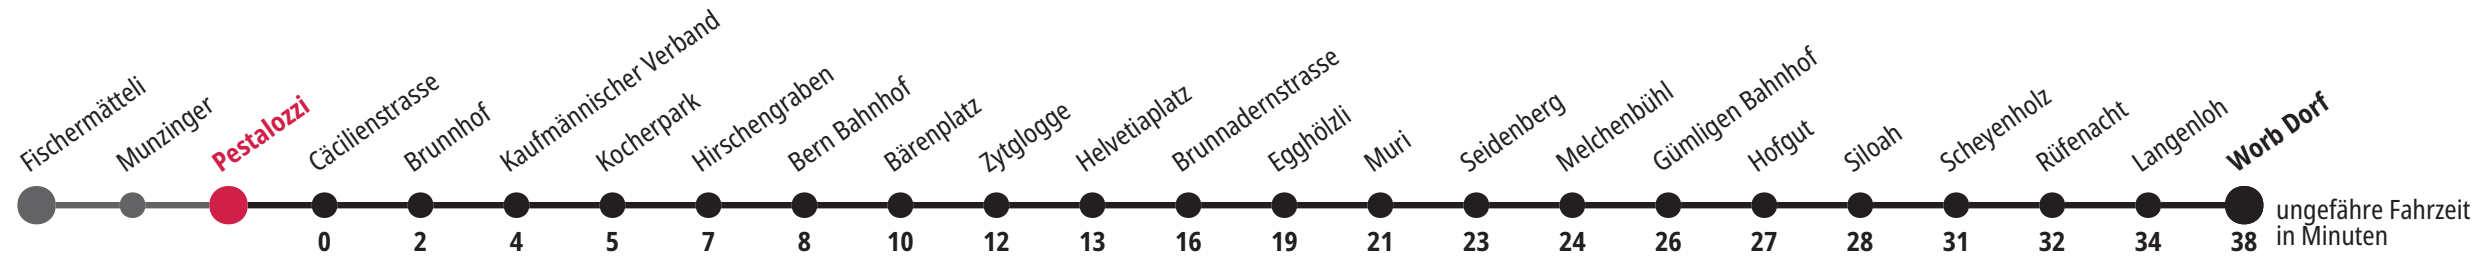 Fischermätteli
Munzinger
Pestalozzi
Cäcilienstrasse
Brunnhof
Kaufmännischer Verband
Kocherpark
Hirschengraben
Bern Bahnhof
Bärenplatz
Zytglogge
Helvetiaplatz
Brunnadernstrasse
Egghölzli
Muri
Seidenberg
Melchenbühl
Gümligen Bahnhof
Hofgut
Siloah
Scheyenholz
Rüfenacht
Langenloh
Worb Dorf
0 2 4 5 7 8 10 12 13 16 19 21 23 24 26 27 28 31 32 34 38
ungefähre Fahrzeit
in Minuten